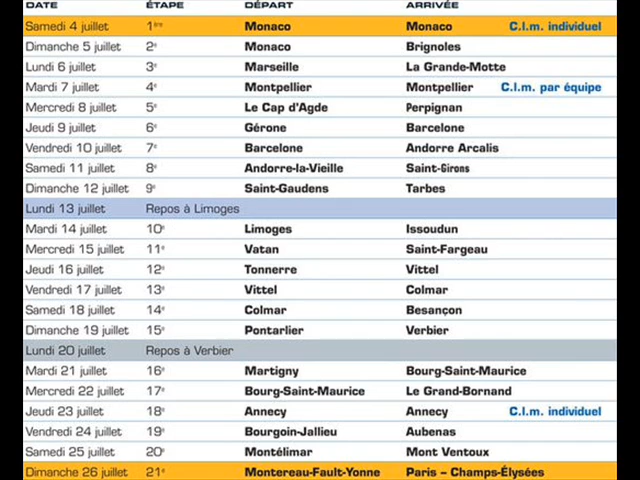 DATE ÉTAPE DÉPART ARRIVÉE
Samedi 4 juillet 1ère Monaco Monaco C.l.m. individuel
Dimanche 5 juillet 2e Monaco Brignoles
Lundi 6 juillet 3e Marseille La Grande-Motte
Mardi 7 juillet 4e Montpellier Montpellier C.l.m. par équipe
Mercredi 8 juillet 5e Le Cap d'Agde Perpignan
Jeudi 9 juillet 6e Gérone Barcelone
Vendredi 10 juillet 7e Barcelone Andorre Arcalis
Samedi 11 juillet 8e Andorre-la-Vieille Saint-Girons
Dimanche 12 juillet 9e Saint-Gaudens Tarbes
Lundi 13 juillet Repos à Limoges
Mardi 14 juillet 10e Limoges Issoudun
Mercredi 15 juillet 11e Vatan Saint-Fargeau
Jeudi 16 juillet 12e Tonnerre Vittel
Vendredi 17 juillet 13e Vittel Colmar
Samedi 18 juillet 14e Colmar Besançon
Dimanche 19 juillet 15e Pontarlier Verbier
Lundi 20 juillet Repos à Verbier
Mardi 21 juillet 16e Martigny Bourg-Saint-Maurice
Mercredi 22 juillet 17e Bourg-Saint-Maurice Le Grand-Bornand
Jeudi 23 juillet 18e Annecy Annecy C.l.m. individuel
Vendredi 24 juillet 19e Bourgoin-Jallieu Aubenas
Samedi 25 juillet 20e Montélimar Mont Ventoux
Dimanche 26 juillet 21e Montereau-Fault-Yonne Paris – Champs-Élysées